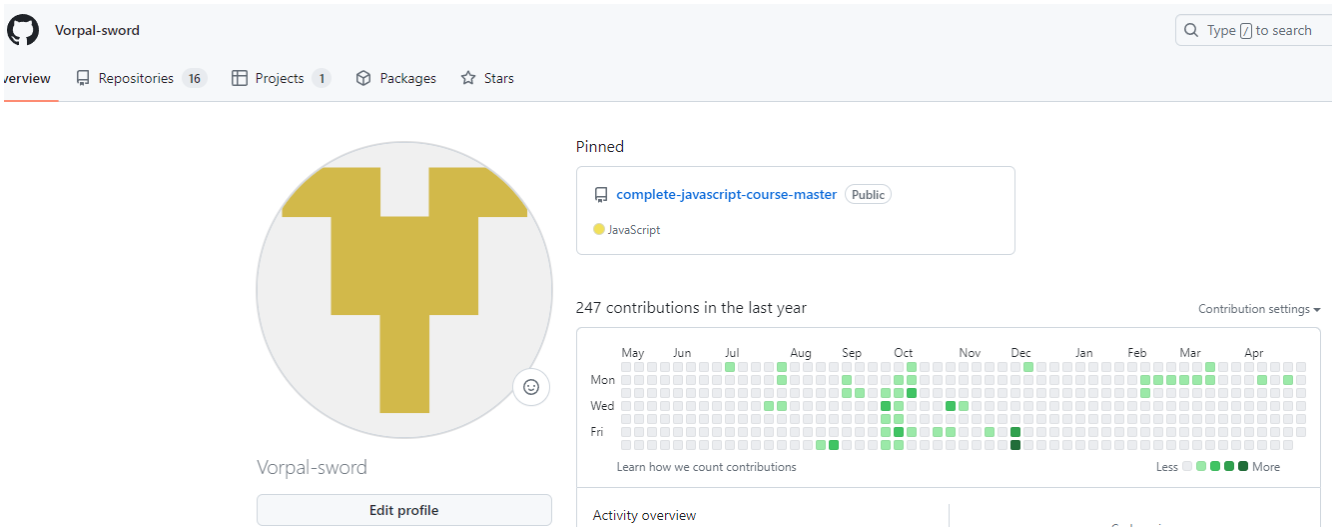 Vorpal-sword
Type / to search
verview Repositories 16 Projects 1 Packages Stars
Pinned
complete-javascript-course-master Public
JavaScript
247 contributions in the last year
Contribution settings
May Jun Jul Aug Sep Oct Nov Dec Jan Feb Mar Apr
Mon
Wed
Fri
Learn how we count contributions
Less More
Vorpal-sword
Edit profile
Activity overview